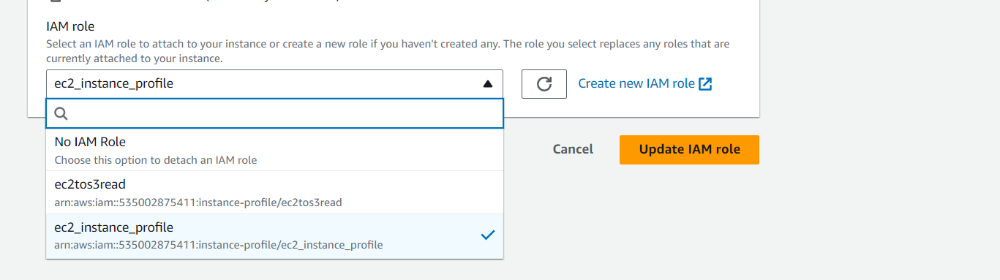 IAM role
Select an IAM role to attach to your instance or create a new role if you haven't created any. The role you select replaces any roles that are
currently attached to your instance.
ec2_instance_profile
Create new IAM role
No IAM Role
Choose this option to detach an IAM role
Cancel
Update IAM role
ec2tos3read
arn:aws:iam::535002875411:instance-profile/ec2tos3read
ec2_instance_profile
arn:aws:iam::535002875411:instance-profile/ec2_instance_profile